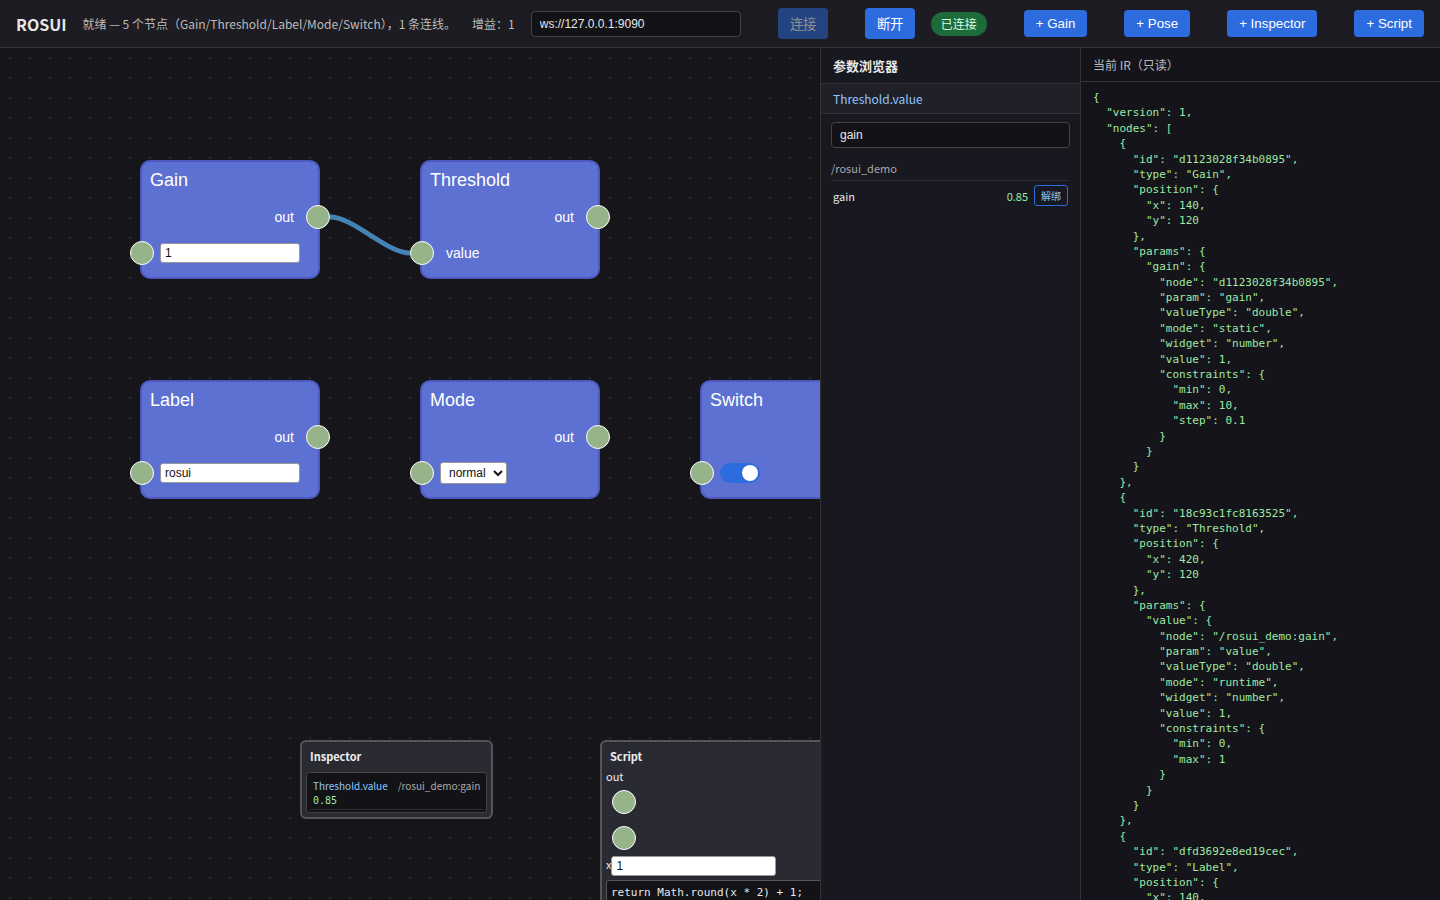 ROSUI 就绪 — 5 个节点（Gain/Threshold/Label/Mode/Switch），1 条连线。 增益：1 ws://127.0.0.1:9090 连接 断开 已连接 + Gain + Pose + Inspector + Script
Gain
out
1
Threshold
out
value
Label
out
rosui
Mode
out
normal
Switch
Inspector
Threshold.value /rosui_demo:gain
0.85
Script
out
x 1
return Math.round(x * 2) + 1;
参数浏览器
Threshold.value
gain
/rosui_demo
gain 0.85 解绑
当前 IR（只读）
{
"version": 1,
"nodes": [
{
"id": "d1123028f34b0895",
"type": "Gain",
"position": {
"x": 140,
"y": 120
},
"params": {
"gain": {
"node": "d1123028f34b0895",
"param": "gain",
"valueType": "double",
"mode": "static",
"widget": "number",
"value": 1,
"constraints": {
"min": 0,
"max": 10,
"step": 0.1
}
}
}
},
{
"id": "18c93c1fc8163525",
"type": "Threshold",
"position": {
"x": 420,
"y": 120
},
"params": {
"value": {
"node": "/rosui_demo:gain",
"param": "value",
"valueType": "double",
"mode": "runtime",
"widget": "number",
"value": 1,
"constraints": {
"min": 0,
"max": 1
}
}
}
},
{
"id": "dfd3692e8ed19cec",
"type": "Label",
"position": {
"x": 140,